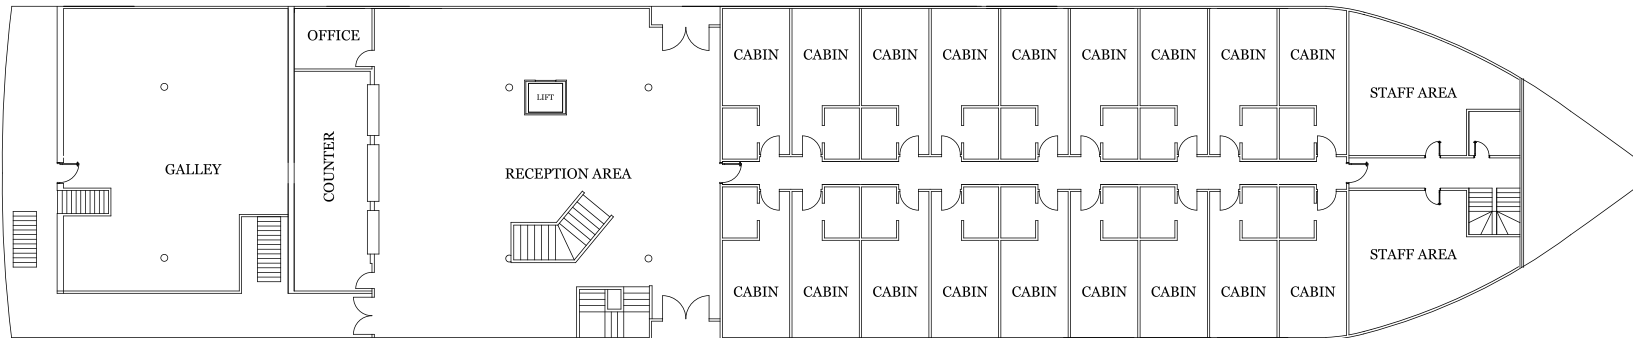 OFFICE
CABIN CABIN CABIN CABIN CABIN CABIN CABIN CABIN CABIN
STAFF AREA
LIFT
COUNTER
GALLEY
RECEPTION AREA
STAFF AREA
CABIN CABIN CABIN CABIN CABIN CABIN CABIN CABIN CABIN